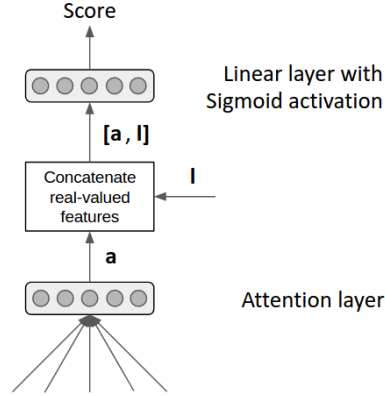 Score
Linear layer with
Sigmoid activation
[a , l]
Concatenate
real-valued
features
l
a
Attention layer